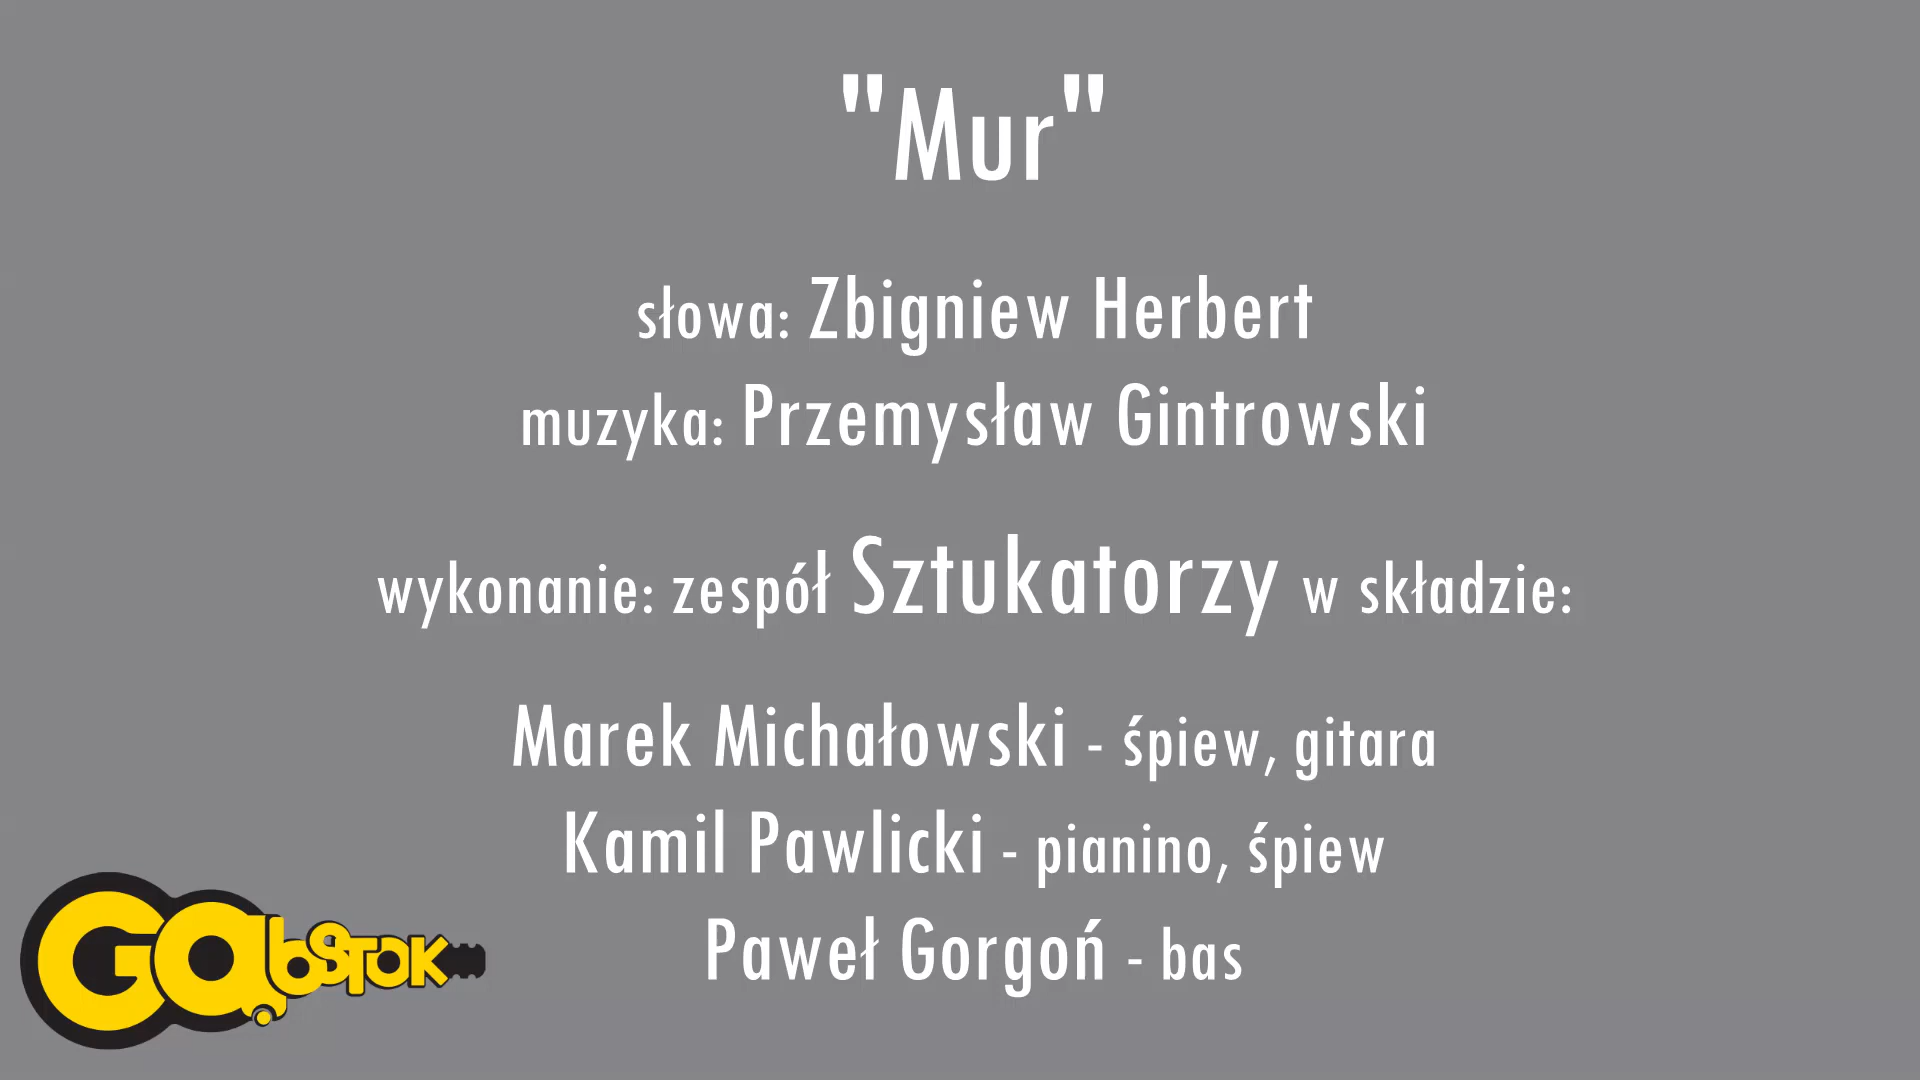 "Mur"
słowa: Zbigniew Herbert
muzyka: Przemysław Gintrowski
wykonanie: zespół Sztukatorzy w składzie:
Marek Michałowski - śpiew, gitara
Kamil Pawlicki - pianino, śpiew
Paweł Gorgoń - bas
GabSTOK